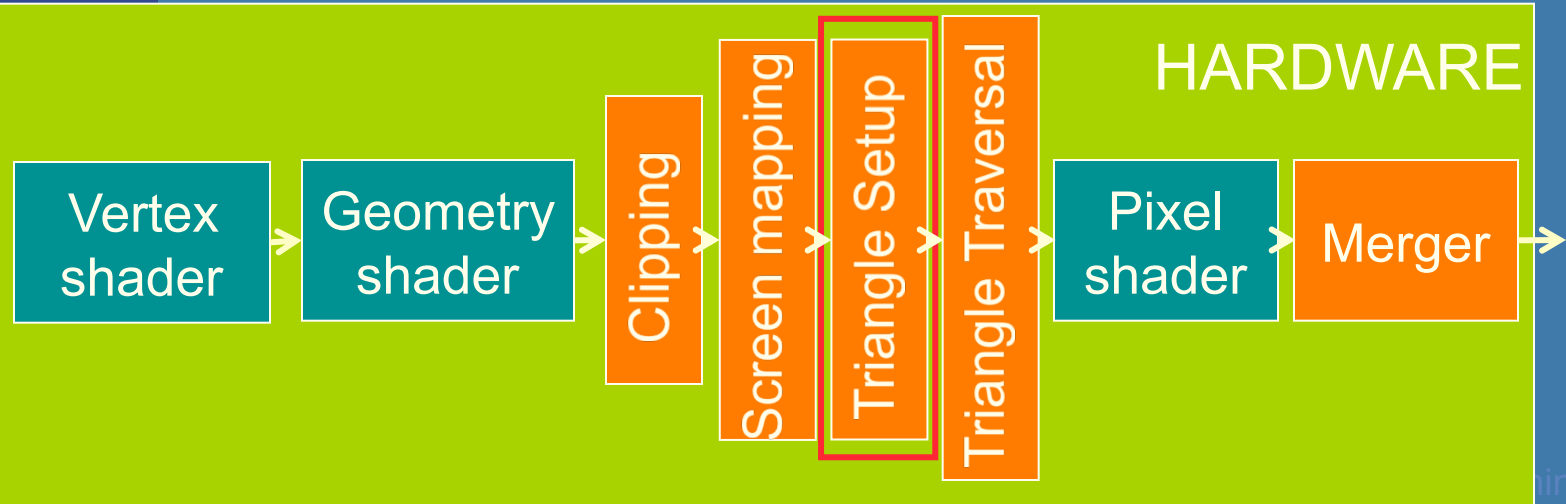 HARDWARE
Vertex
shader
Geometry
shader
Clipping
Screen mapping
Triangle Setup
Triangle Traversal
Pixel
shader
Merger